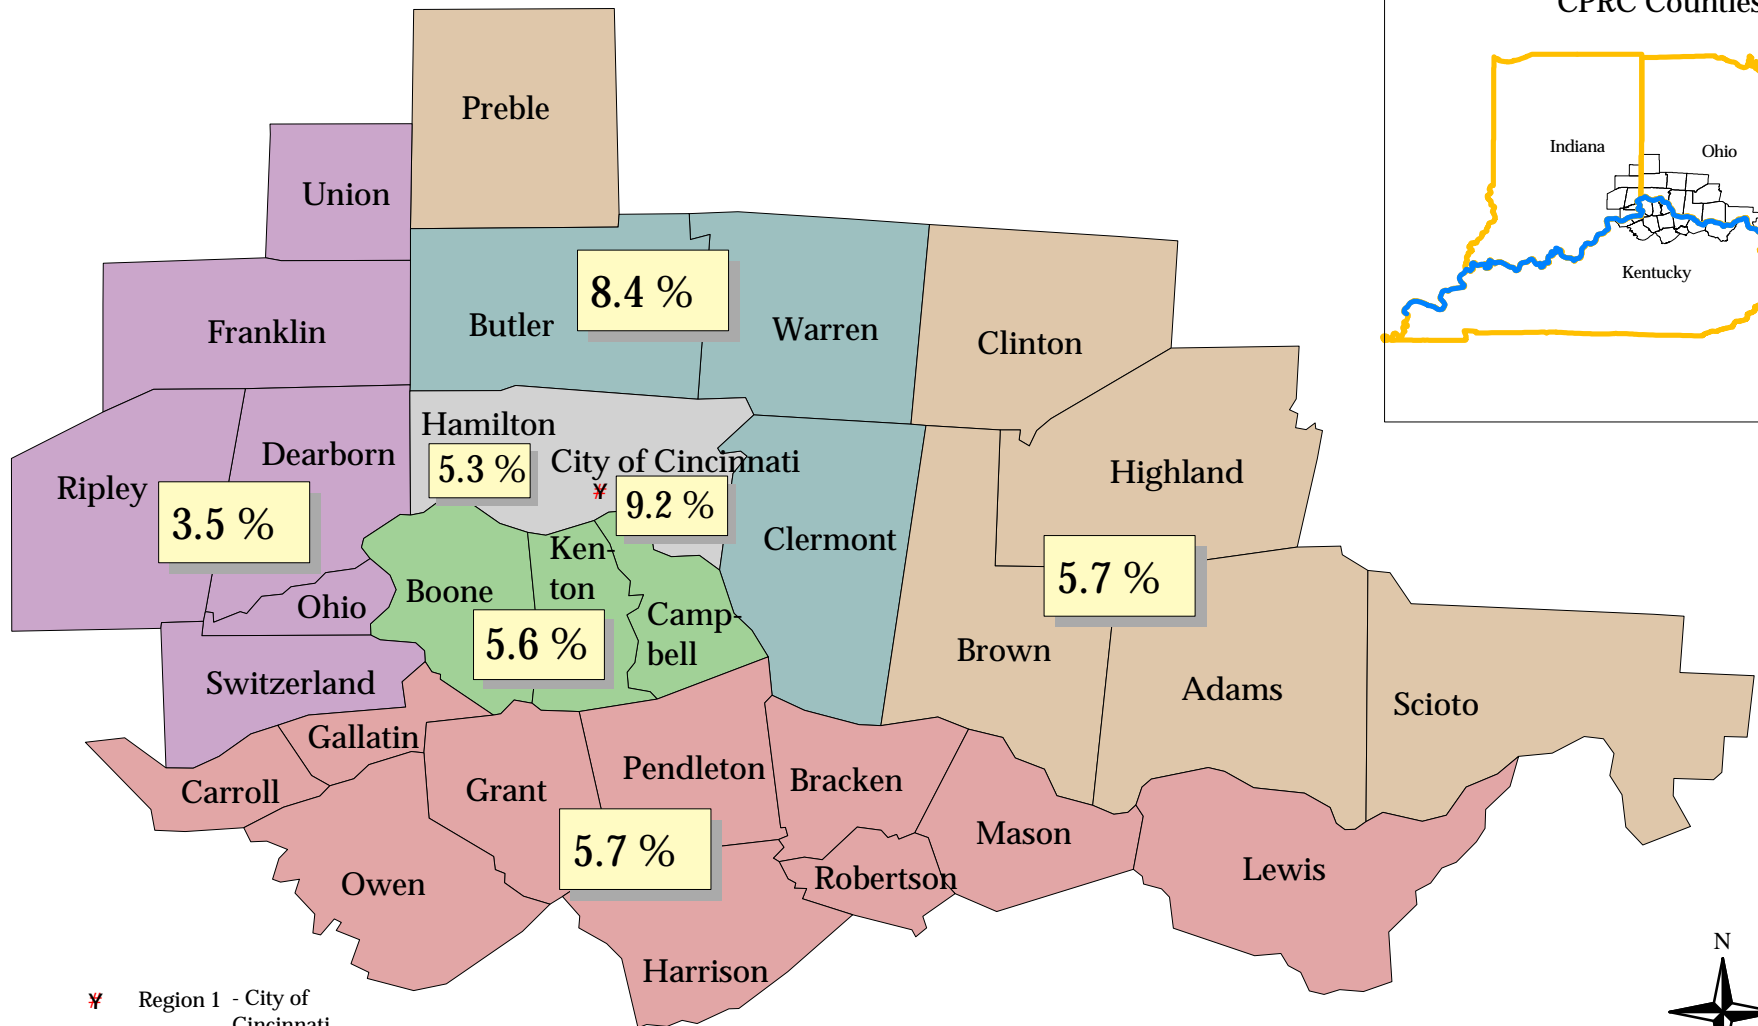 CPRC Counties
Preble
Indiana
Ohio
Union
Kentucky
8.4 %
Franklin
Butler
Warren
Clinton
Hamilton
Dearborn
City of Cincinnati
5.3 %
Highland
Ripley
¥
9.2 %
3.5 %
Clermont
Ken-
ton
5.7 %
Boone
Ohio
Camp-
bell
5.6 %
Brown
Switzerland
Adams
Scioto
Gallatin
Pendleton
Bracken
Carroll
Grant
Mason
5.7 %
Lewis
Owen
Robertson
Harrison
N
¥ Region 1 - City of
Cincinnati